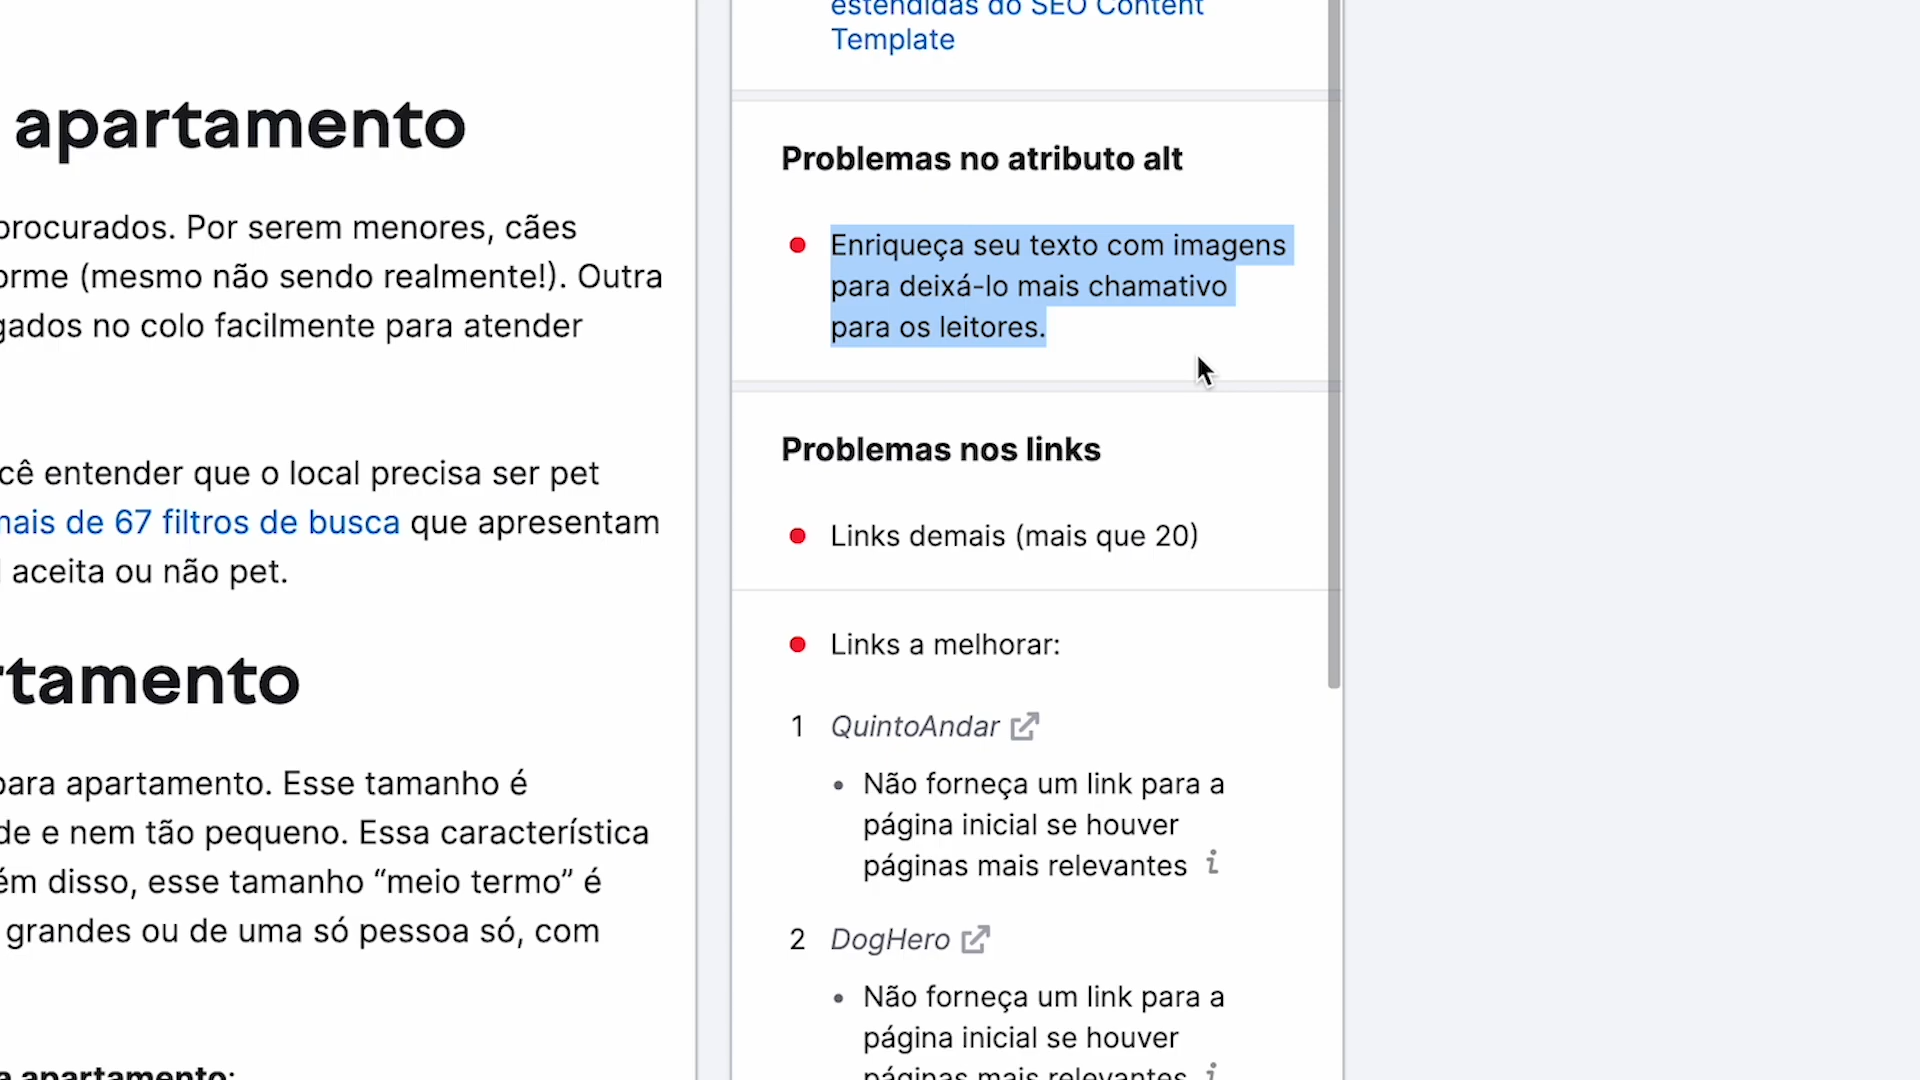 apartamento
procurados. Por serem menores, cães
orme (mesmo não sendo realmente!). Outra
gados no colo facilmente para atender
cê entender que o local precisa ser pet
mais de 67 filtros de busca que apresentam
aceita ou não pet.
rtamento
para apartamento. Esse tamanho é
de e nem tão pequeno. Essa característica
ém disso, esse tamanho “meio termo” é
grandes ou de uma só pessoa só, com
a apartamento:
estendidas do SEO Content
Template
Problemas no atributo alt
Enriqueça seu texto com imagens
para deixá-lo mais chamativo
para os leitores.
Problemas nos links
Links demais (mais que 20)
Links a melhorar:
1 QuintoAndar
Não forneça um link para a
página inicial se houver
páginas mais relevantes i
2 DogHero
Não forneça um link para a
página inicial se houver
páginas mais relevantes i